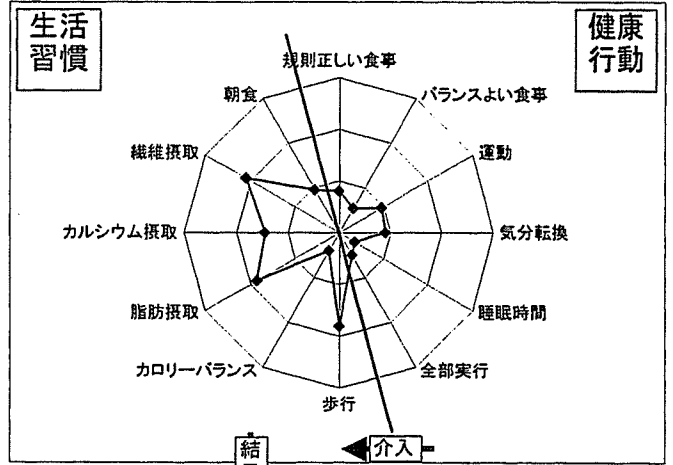 生活
習慣
健康
行動
規則正しい食事
朝食
バランスよい食事
繊維摂取
運動
カルシウム摂取
気分転換
脂肪摂取
睡眠時間
カロリーバランス
全部実行
歩行
結
介入